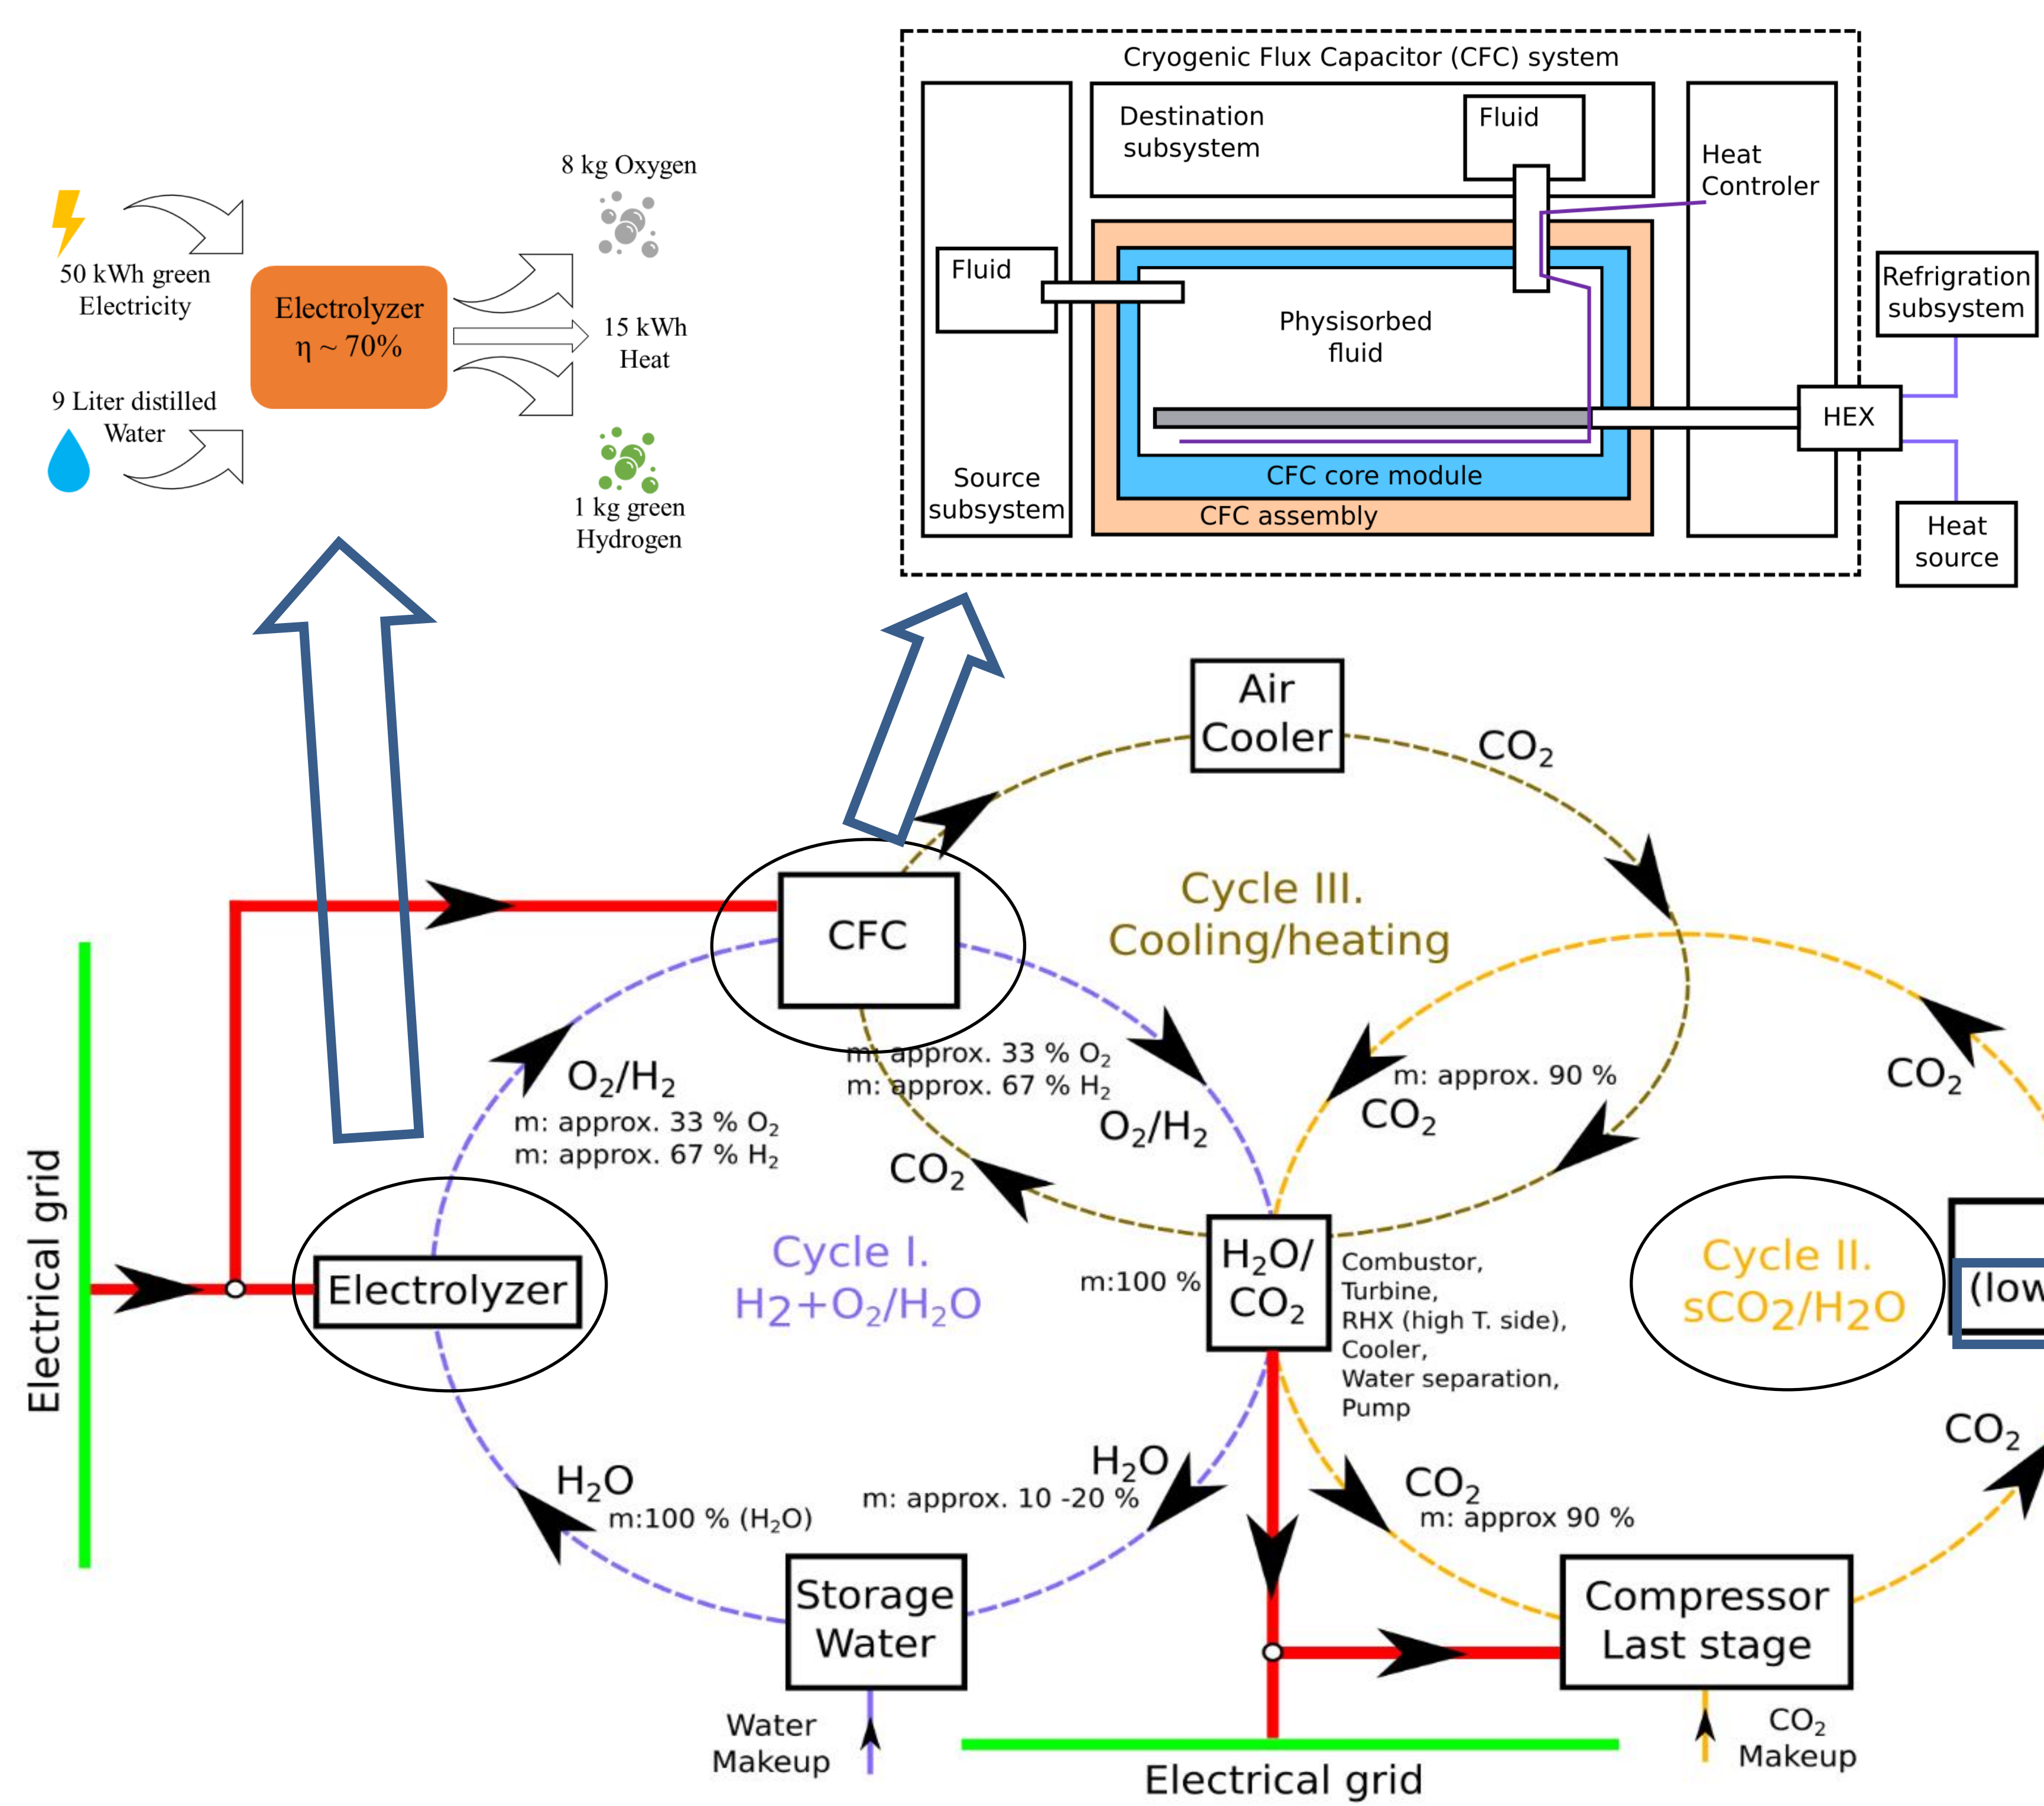 Cryogenic Flux Capacitor (CFC) system
Destination
subsystem
Fluid
Heat
Controler
Fluid
Physisorbed
fluid
Source
subsystem
CFC core module
CFC assembly
Refrigration
subsystem
HEX
Heat
source
8 kg Oxygen
50 kWh green
Electricity
Electrolyzer
η ~ 70%
15 kWh
Heat
9 Liter distilled
Water
1 kg green
Hydrogen
Air
Cooler
CO₂
CFC
Cycle III.
Cooling/heating
O₂/H₂
m: approx. 33 % O₂
m: approx. 67 % H₂
m: approx. 33 % O₂
m: approx. 67 % H₂
O₂/H₂
m: approx. 90 %
CO₂
CO₂
CO₂
Electrical grid
Electrolyzer
Cycle I.
H2+O₂/H₂O
m:100 %
H₂O/
CO₂
Combustor,
Turbine,
RHX (high T. side),
Cooler,
Water separation,
Pump
Cycle II.
sCO2/H2O
(low
CO₂
H₂O
m:100 % (H₂O)
H₂O
m: approx. 10 -20 %
CO₂
m: approx 90 %
Storage
Water
Compressor
Last stage
Water
Makeup
CO₂
Makeup
Electrical grid